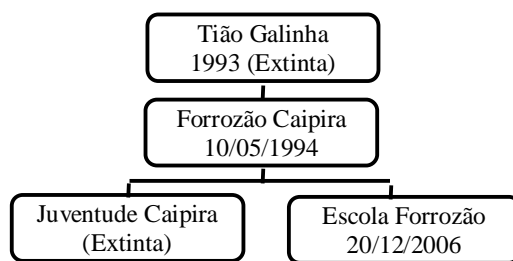 Tião Galinha
1993 (Extinta)
Forrozão Caipira
10/05/1994
Juventude Caipira
(Extinta)
Escola Forrozão
20/12/2006